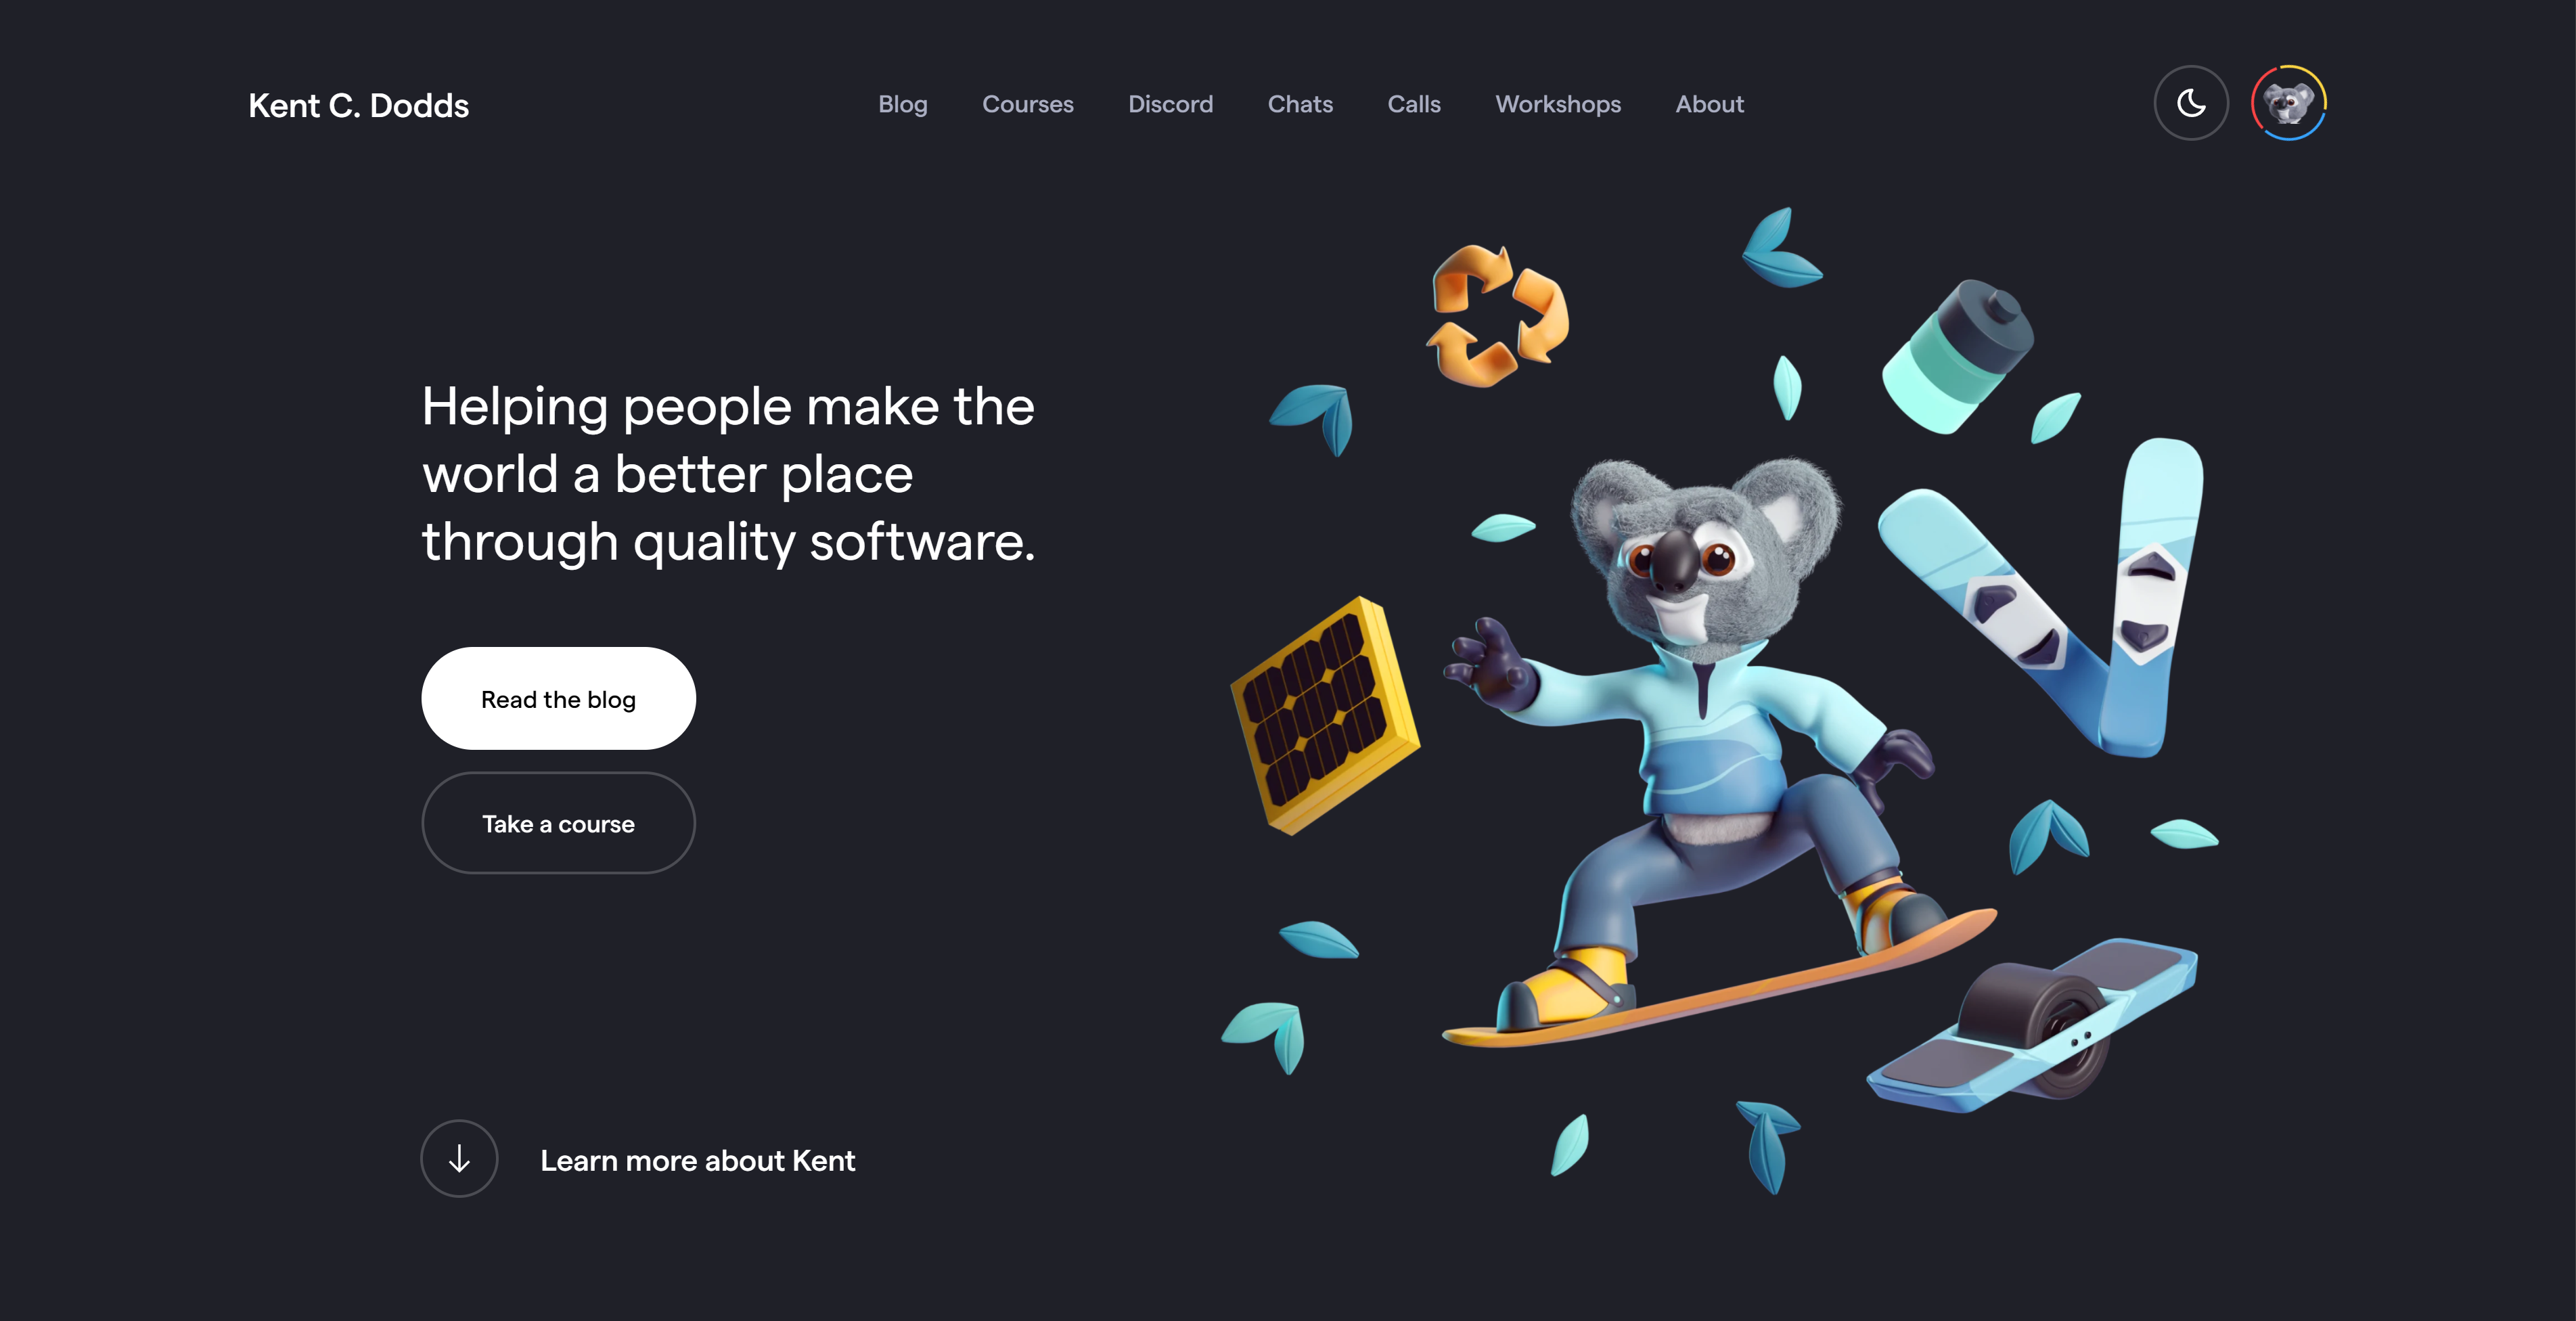 Kent C. Dodds
Blog Courses Discord Chats Calls Workshops About
Helping people make the
world a better place
through quality software.
Read the blog
Take a course
Learn more about Kent